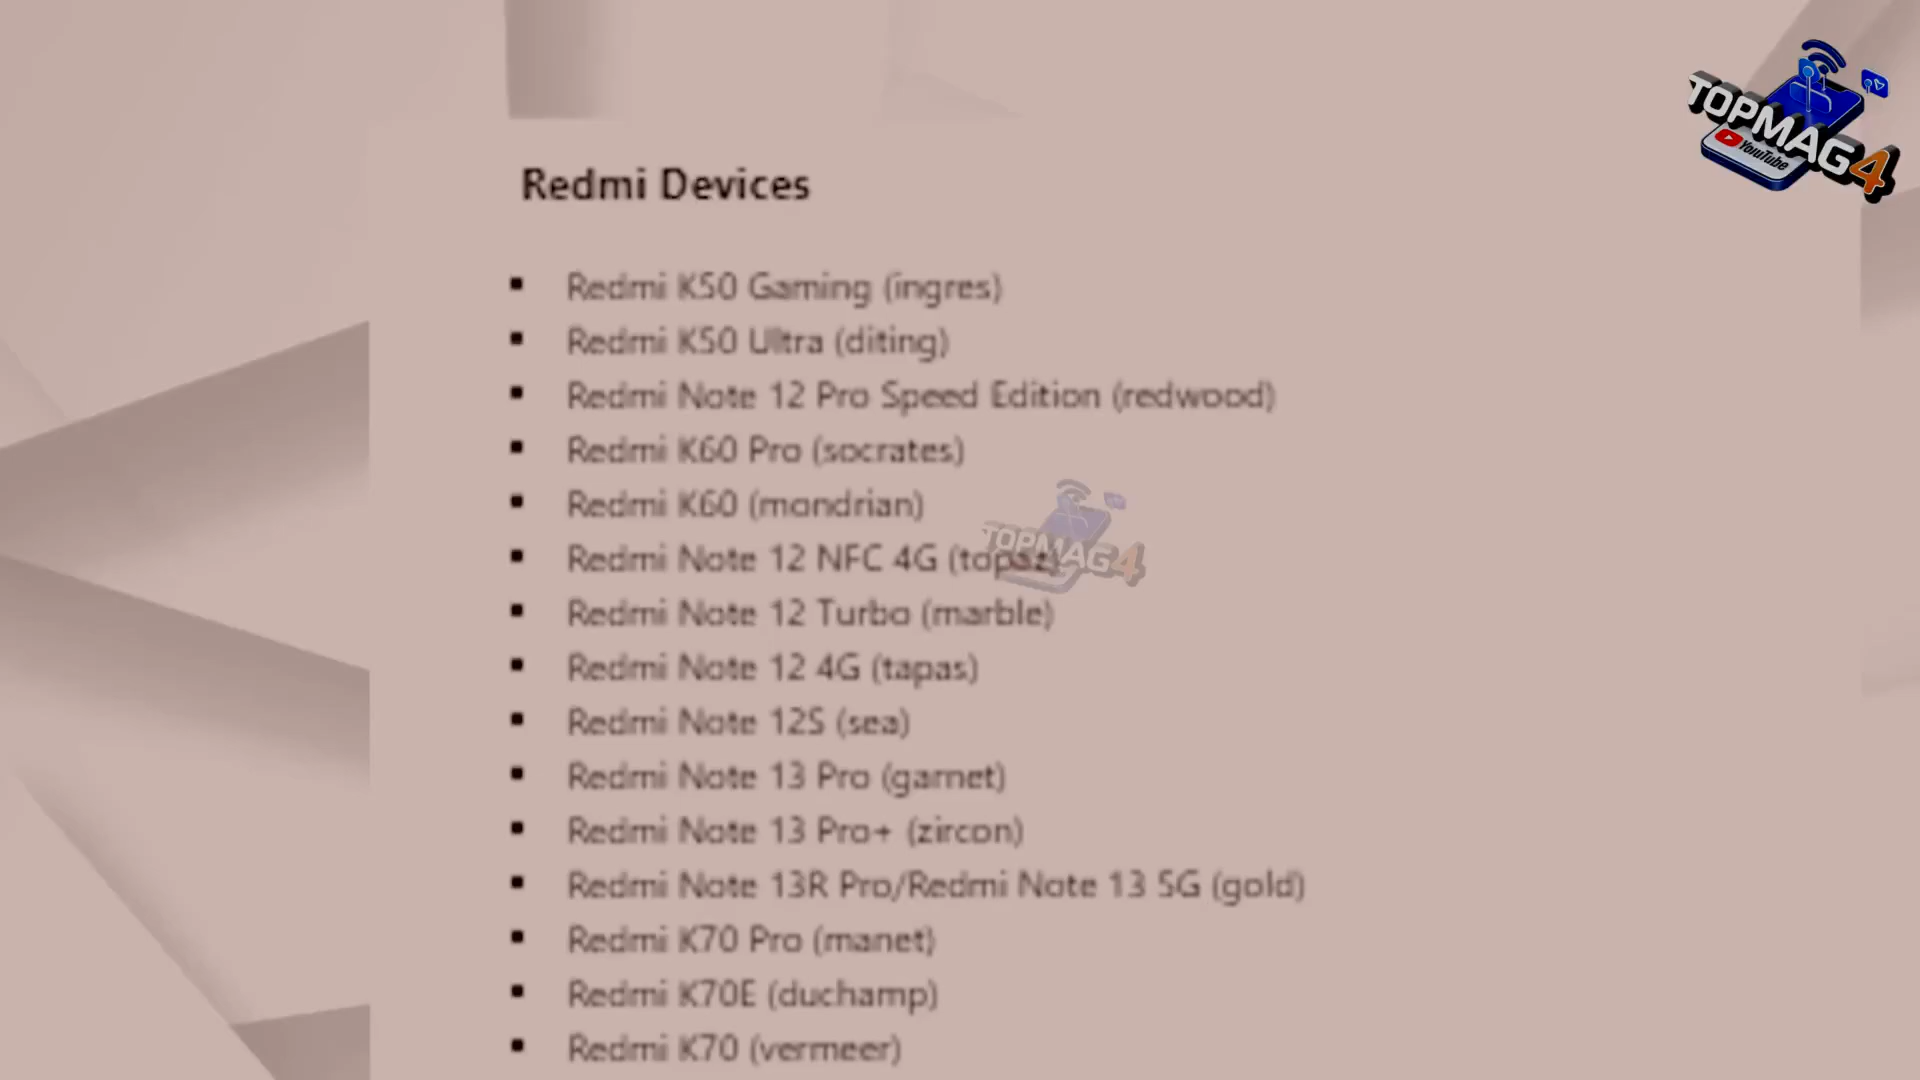 TOPMAG4
YouTube
Redmi Devices
▪ Redmi K50 Gaming (ingres)
▪ Redmi K50 Ultra (diting)
▪ Redmi Note 12 Pro Speed Edition (redwood)
▪ Redmi K60 Pro (socrates)
▪ Redmi K60 (mondrian)
▪ Redmi Note 12 NFC 4G (topaz)
TOPMAG4
▪ Redmi Note 12 Turbo (marble)
▪ Redmi Note 12 4G (tapas)
▪ Redmi Note 12S (sea)
▪ Redmi Note 13 Pro (garnet)
▪ Redmi Note 13 Pro+ (zircon)
▪ Redmi Note 13R Pro/Redmi Note 13 5G (gold)
▪ Redmi K70 Pro (manet)
▪ Redmi K70E (duchamp)
▪ Redmi K70 (vermeer)